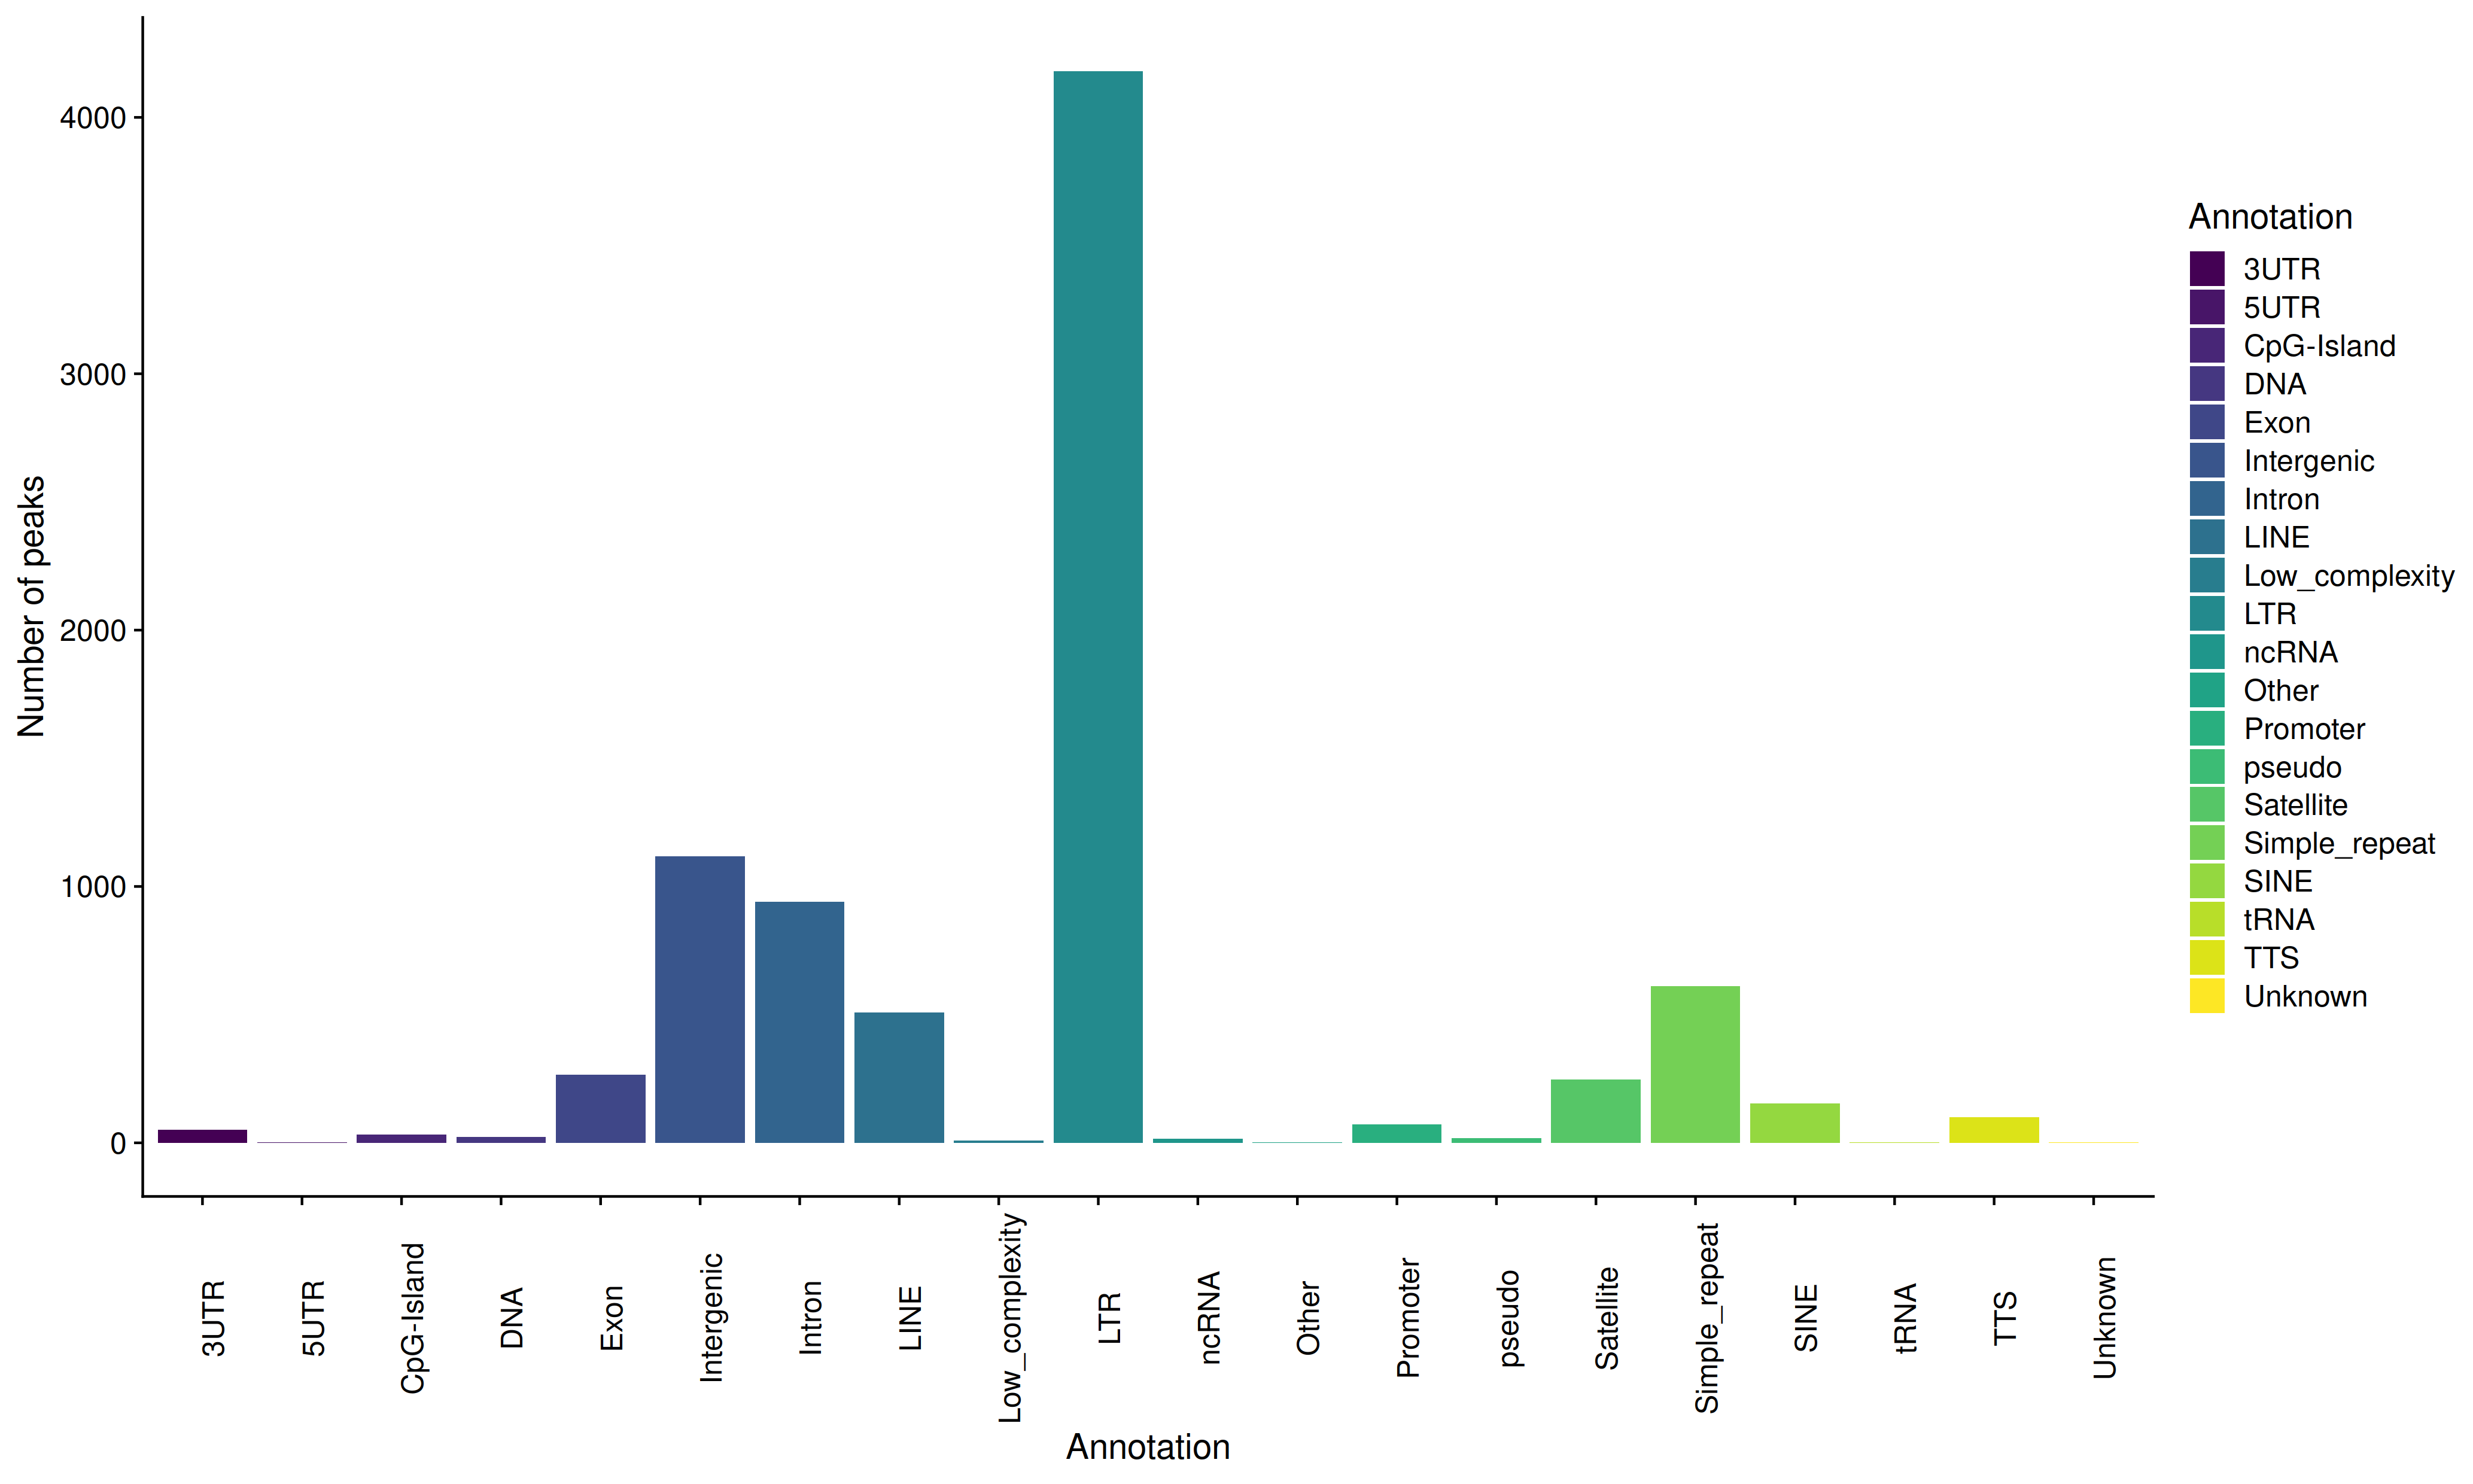 Number of peaks
4000
3000
2000
1000
0
3UTR
5UTR
CpG-Island
DNA
Exon
Intergenic
Intron
LINE
Low_complexity
LTR
ncRNA
Other
Promoter
pseudo
Satellite
Simple_repeat
SINE
tRNA
TTS
Unknown
Annotation
Annotation
3UTR
5UTR
CpG-Island
DNA
Exon
Intergenic
Intron
LINE
Low_complexity
LTR
ncRNA
Other
Promoter
pseudo
Satellite
Simple_repeat
SINE
tRNA
TTS
Unknown